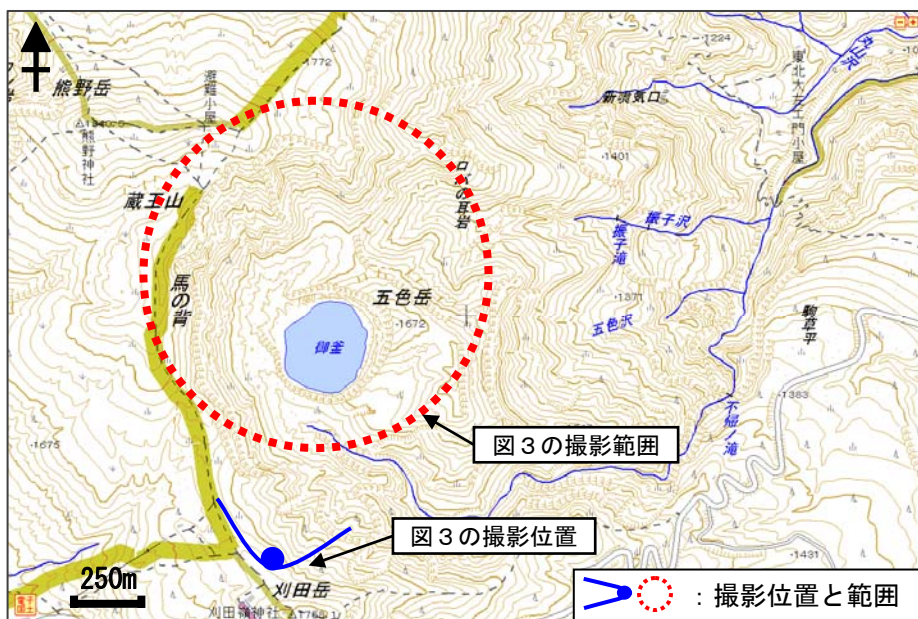 1772
1224
丸山沢
熊野岳
避難小屋
新噴気口
東北大左エ門小屋
熊野神社
1401
ロバの耳岩
蔵王山
振子沢
振子滝
馬の背
五色岳
1672
1371
御釜
五色沢
駒草平
1383
不帰ノ滝
1675
図3の撮影範囲
図3の撮影位置
1431
250m
刈田岳
刈田嶺神社
:撮影位置と範囲